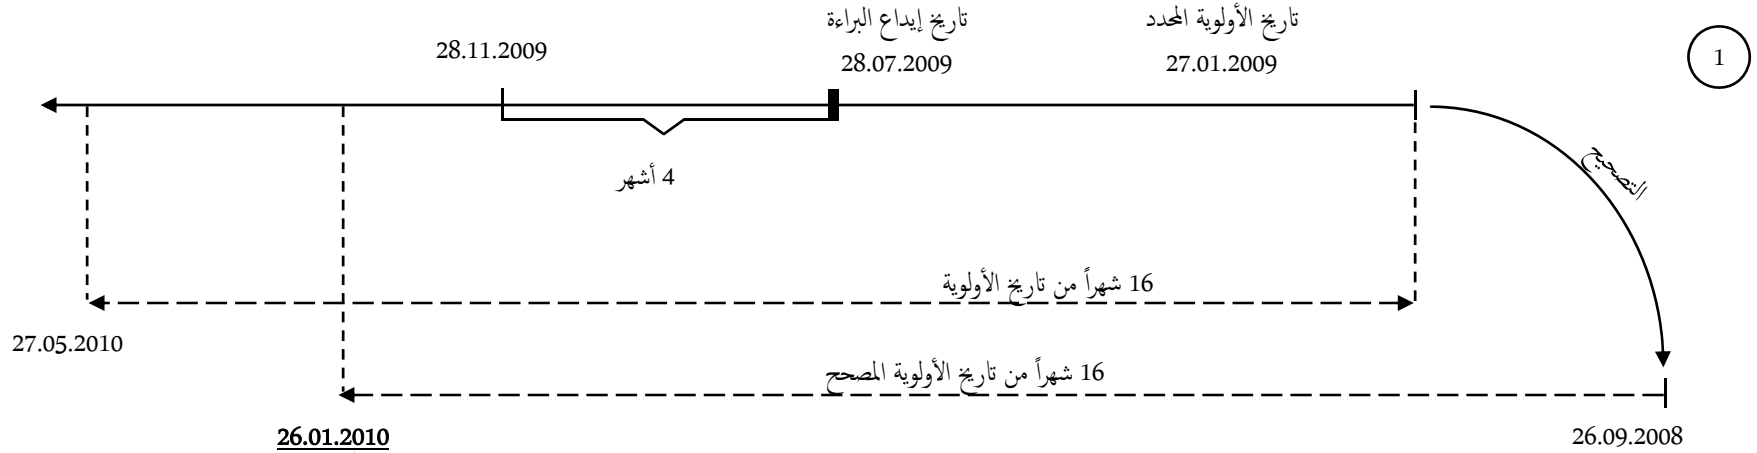 1
تاريخ الأولوية المحدد
27.01.2009
تاريخ إيداع البراءة
28.07.2009
28.11.2009
4 أشهر
التصحيح
16 شهراً من تاريخ الأولوية
27.05.2010
16 شهراً من تاريخ الأولوية المصحح
26.09.2008
26.01.2010